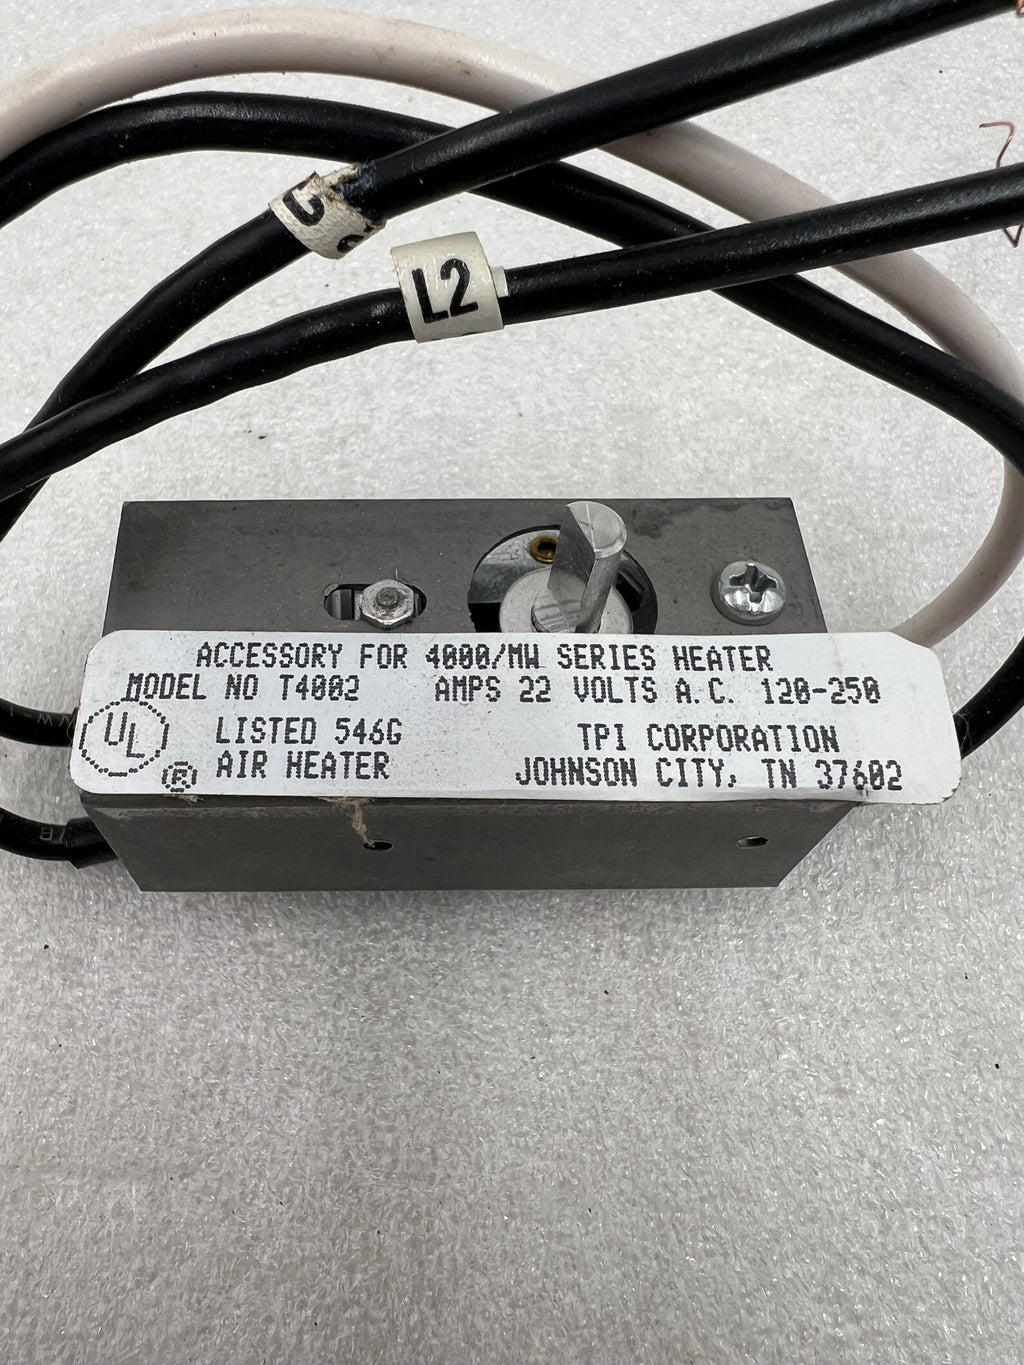 L2
ACCESSORY FOR 4000/MW SERIES HEATER
MODEL NO T4002 AMPS 22 VOLTS A.C. 120-250
UL LISTED 546G TPI CORPORATION
® AIR HEATER JOHNSON CITY, TN 37602